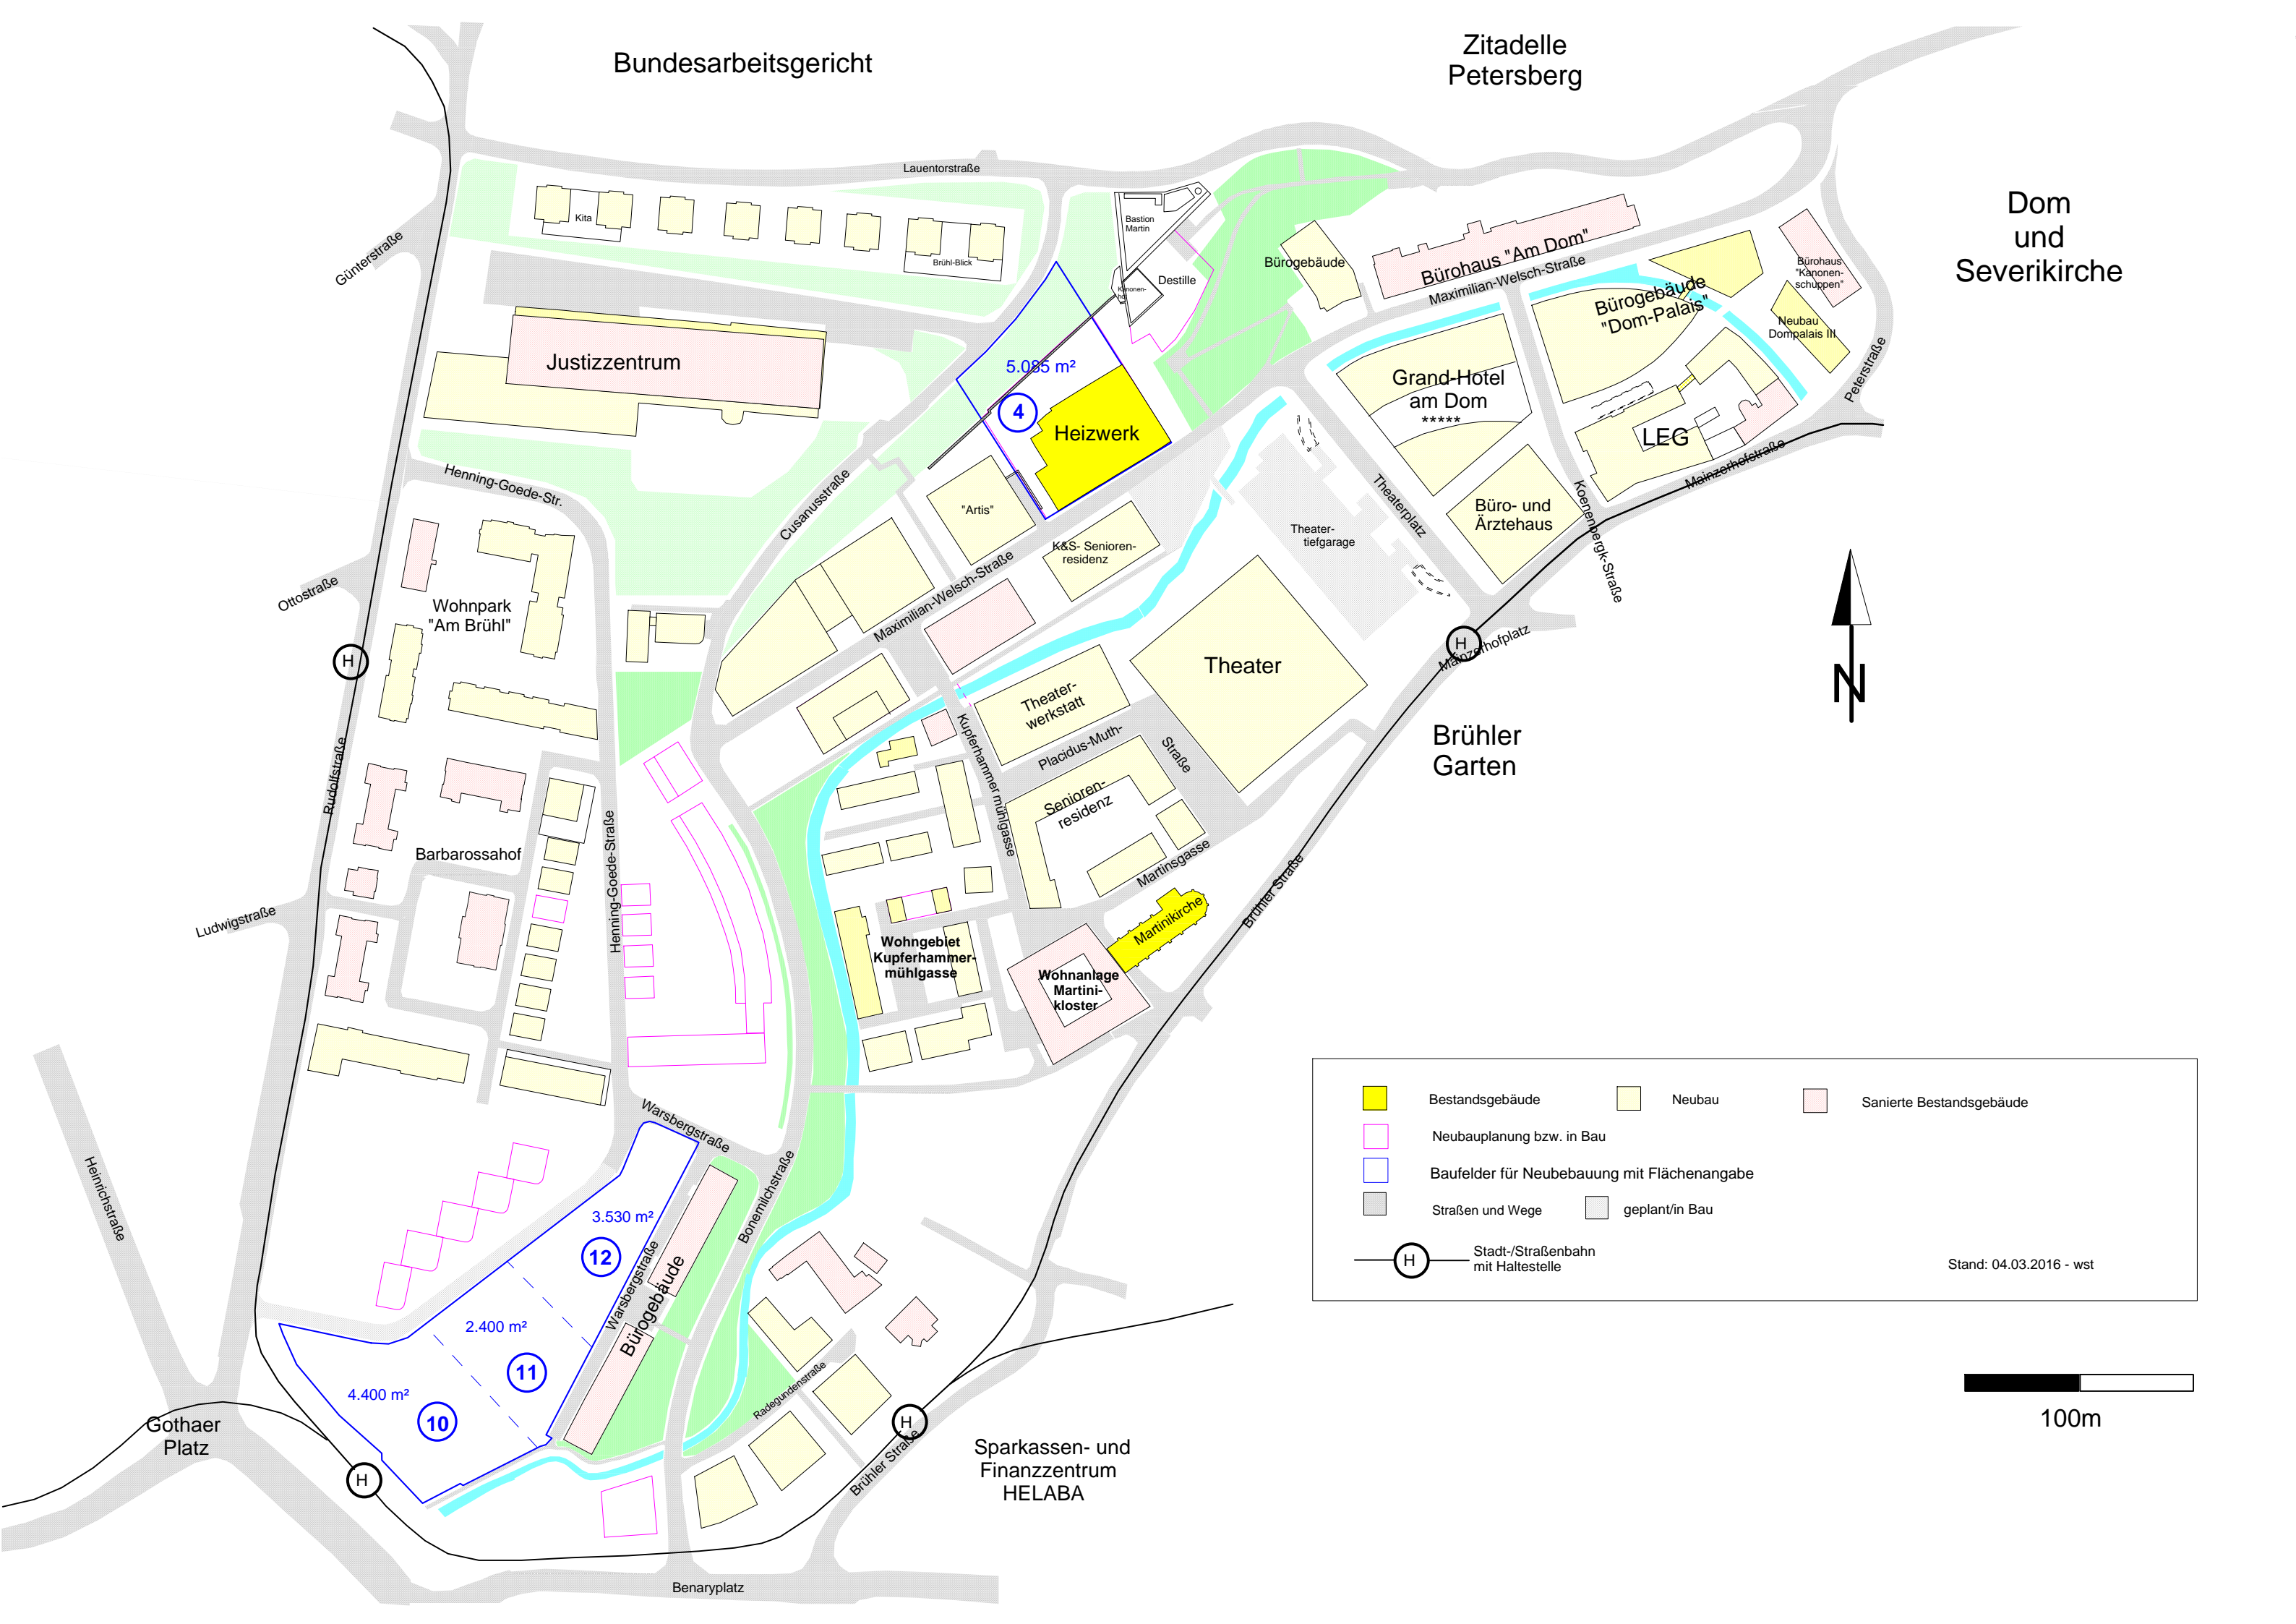 Bundesarbeitsgericht
Zitadelle
Petersberg
Dom
und
Severikirche
Lauentorstraße
Günterstraße
Kita
Brühl-Blick
Bastion
Martin
Kanonen-
Destille
Bürogebäude
Bürohaus "Am Dom"
Maximilian-Welsch-Straße
Bürogebäude
"Dom-Palais"
Bürohaus
"Kanonen-
schuppen"
Neubau
Dompalais III
Peterstraße
Justizzentrum
5.085 m²
4
Heizwerk
Grand-Hotel
am Dom
*****
LEG
Mainzerhofstraße
Henning-Goede-Str.
Cusanusstraße
"Artis"
K&S- Senioren-
residenz
Theater-
tiefgarage
Theaterplatz
Büro- und
Ärztehaus
Koenenbergk-Straße
Ottostraße
Wohnpark
"Am Brühl"
Maximilian-Welsch-Straße
H
H
Mainzerhofplatz
Theater
Theater-
werkstatt
Placidus-Muth-
Straße
Brühler
Garten
N
Rudolfstraße
Kupferhammermühlgasse
Senioren-
residenz
Barbarossahof
Henning-Goede-Straße
Martinsgasse
Brühler Straße
Ludwigstraße
Martinikirche
Wohngebiet
Kupferhammer-
mühlgasse
Wohnanlage
Martini-
kloster
Warsbergstraße
Heinrichstraße
Bonemilchstraße
3.530 m²
12
Warsbergstraße
Bürogebäude
2.400 m²
11
4.400 m²
10
Radegundenstraße
Gothaer
Platz
H
H
Brühler Straße
Sparkassen- und
Finanzzentrum
HELABA
Benaryplatz
Bestandsgebäude
Neubau
Sanierte Bestandsgebäude
Neubauplanung bzw. in Bau
Baufelder für Neubebauung mit Flächenangabe
Straßen und Wege
geplant/in Bau
H
Stadt-/Straßenbahn
mit Haltestelle
Stand: 04.03.2016 - wst
100m